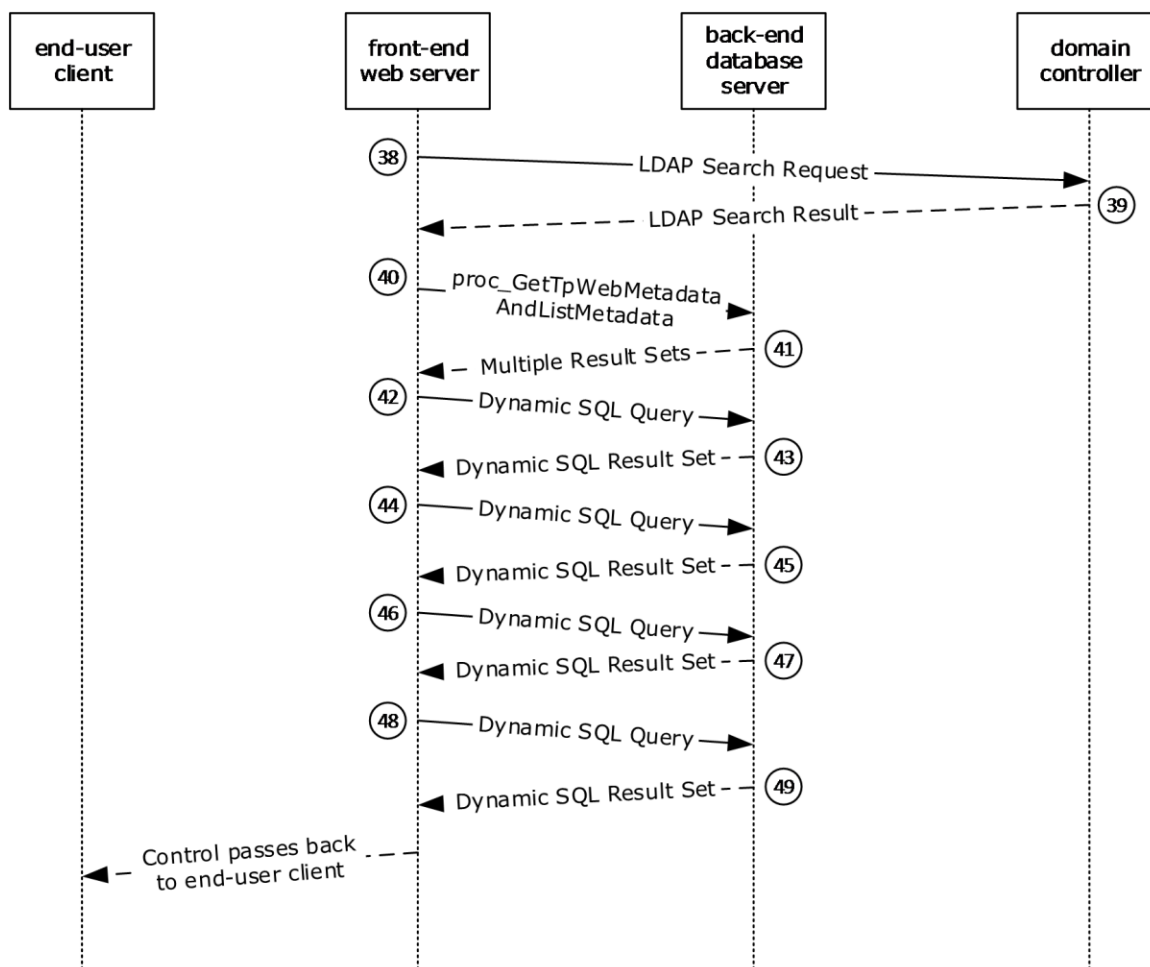 end-user
client
front-end
web server
back-end
database
server
domain
controller
38
LDAP Search Request
LDAP Search Result
39
40
proc_GetTpWebMetadata
AndListMetadata
Multiple Result Sets
41
42
Dynamic SQL Query
Dynamic SQL Result Set
43
44
Dynamic SQL Query
Dynamic SQL Result Set
45
46
Dynamic SQL Query
Dynamic SQL Result Set
47
48
Dynamic SQL Query
Dynamic SQL Result Set
49
Control passes back
to end-user client